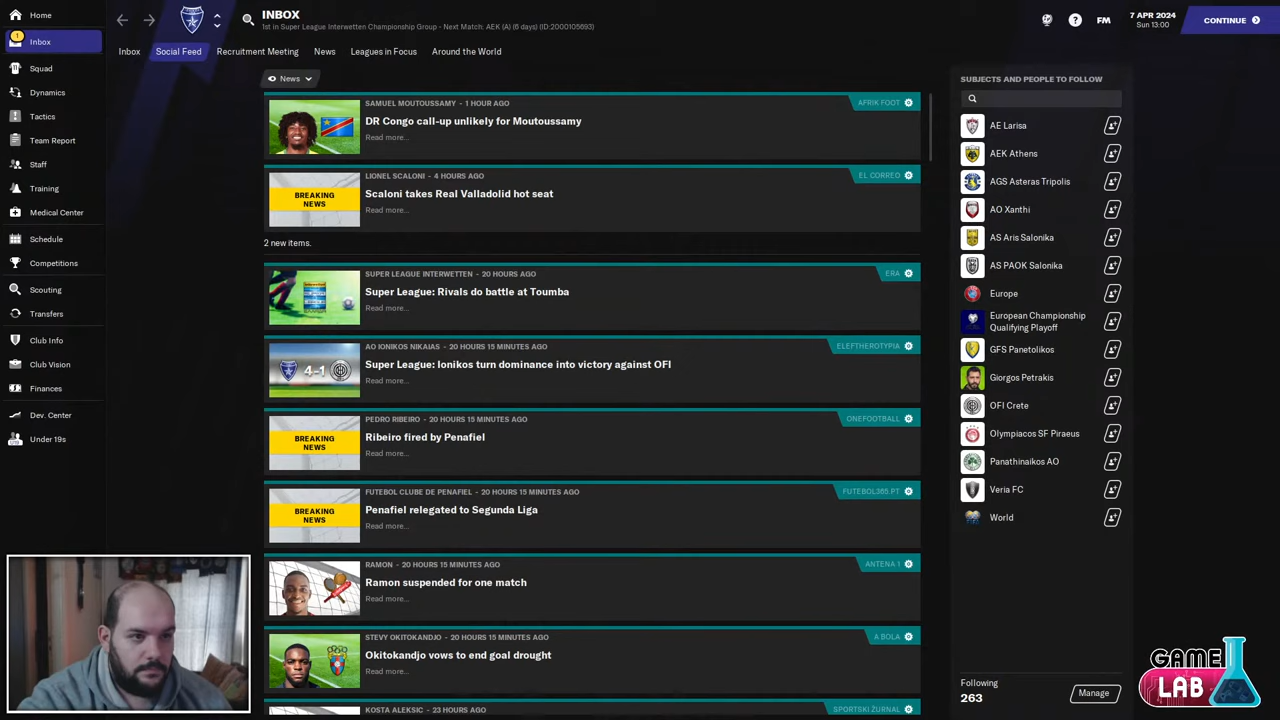 Home
1
Inbox
Squad
Dynamics
Tactics
Team Report
Staff
Training
Medical Center
Schedule
Competitions
Scouting
Transfers
Club Info
Club Vision
Finances
Dev. Center
Under 19s
INBOX
1st in Super League Interwetten Championship Group - Next Match: AEK (A) (6 days) (ID:2000105693)
FM
7 APR 2024
Sun 13:00
CONTINUE
Inbox
Social Feed
Recruitment Meeting
News
Leagues in Focus
Around the World
News
SAMUEL MOUTOUSSAMY - 1 HOUR AGO
AFRIK FOOT
DR Congo call-up unlikely for Moutoussamy
Read more...
LIONEL SCALONI - 4 HOURS AGO
EL CORREO
BREAKING
NEWS
Scaloni takes Real Valladolid hot seat
Read more...
2 new items.
SUPER LEAGUE INTERWETTEN - 20 HOURS AGO
ERA
Super League: Rivals do battle at Toumba
Read more...
AO IONIKOS NIKAIAS - 20 HOURS 15 MINUTES AGO
ELEFTHEROTYPIA
4-1
Super League: Ionikos turn dominance into victory against OFI
Read more...
PEDRO RIBEIRO - 20 HOURS 15 MINUTES AGO
ONEFOOTBALL
BREAKING
NEWS
Ribeiro fired by Penafiel
Read more...
FUTEBOL CLUBE DE PENAFIEL - 20 HOURS 15 MINUTES AGO
FUTEBOL365.PT
BREAKING
NEWS
Penafiel relegated to Segunda Liga
Read more...
RAMON - 20 HOURS 15 MINUTES AGO
ANTENA 1
Ramon suspended for one match
Read more...
STEVY OKITOKANDJO - 20 HOURS 15 MINUTES AGO
A BOLA
Okitokandjo vows to end goal drought
Read more...
KOSTA ALEKSIC - 23 HOURS AGO
SPORTSKI ŽURNAL
SUBJECTS AND PEOPLE TO FOLLOW
AE Larisa
AEK Athens
AGS Asteras Tripolis
AO Xanthi
AS Aris Salonika
AS PAOK Salonika
Europe
European Championship
Qualifying Playoff
GFS Panetolikos
Giorgos Petrakis
OFI Crete
Olympiacos SF Piraeus
Panathinaikos AO
Veria FC
World
Following
263
Manage
GAME
LAB